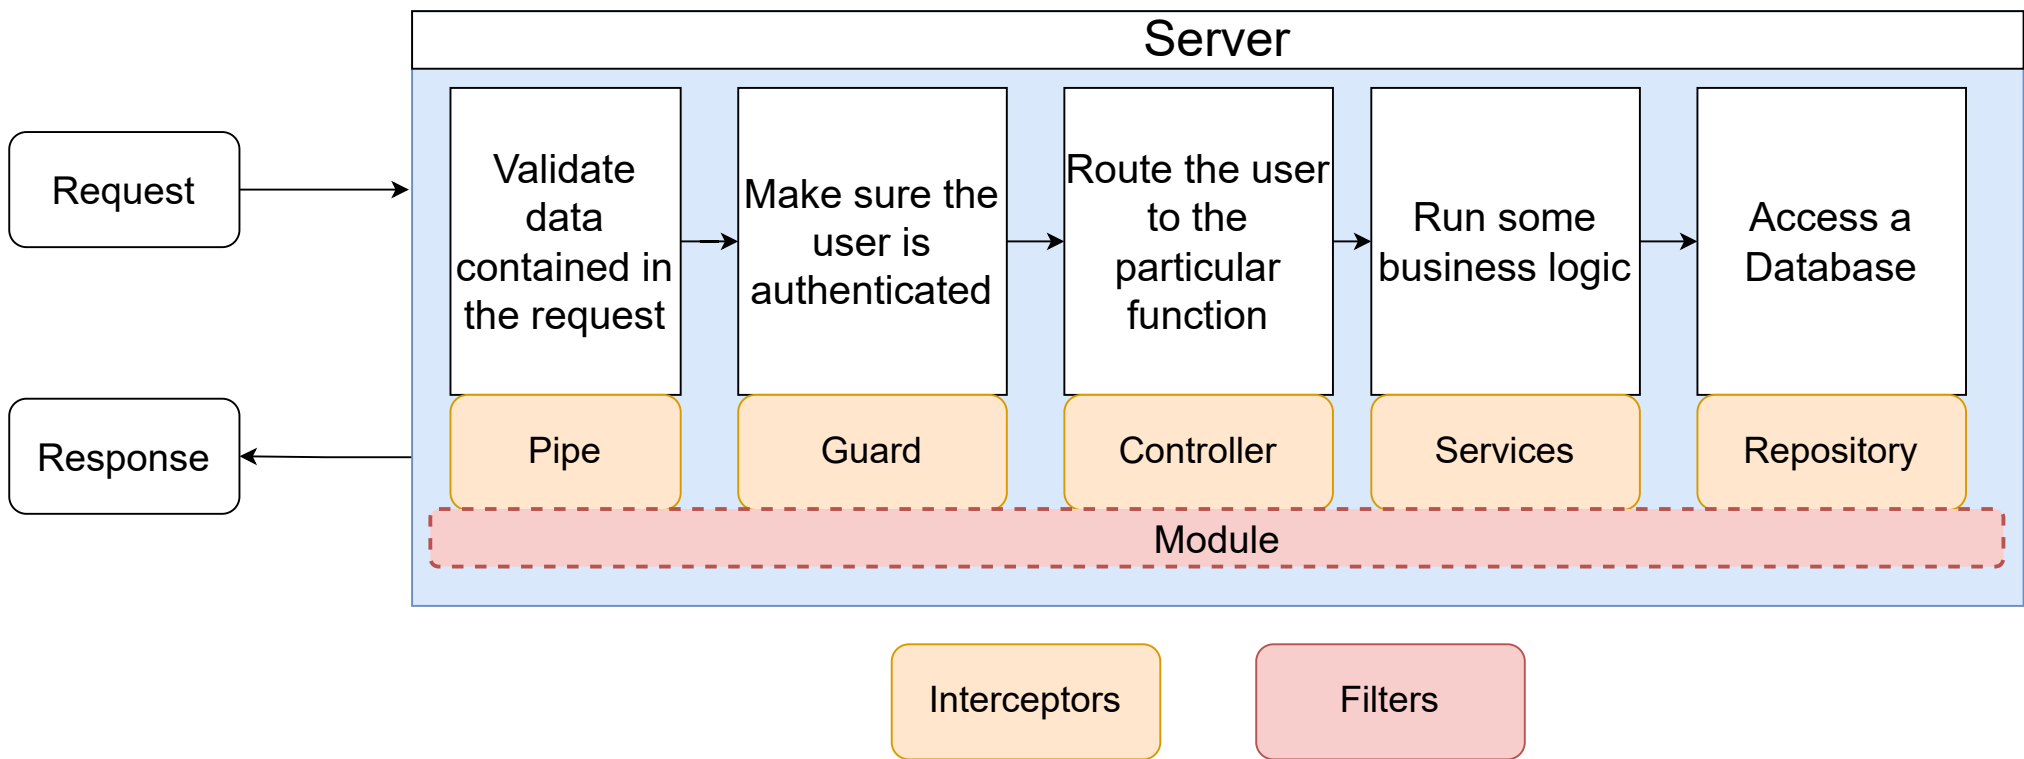 Server
Request
Validate
data
contained in
the request
Make sure the
user is
authenticated
Route the user
to the
particular
function
Run some
business logic
Access a
Database
Response
Pipe
Guard
Controller
Services
Repository
Module
Interceptors
Filters